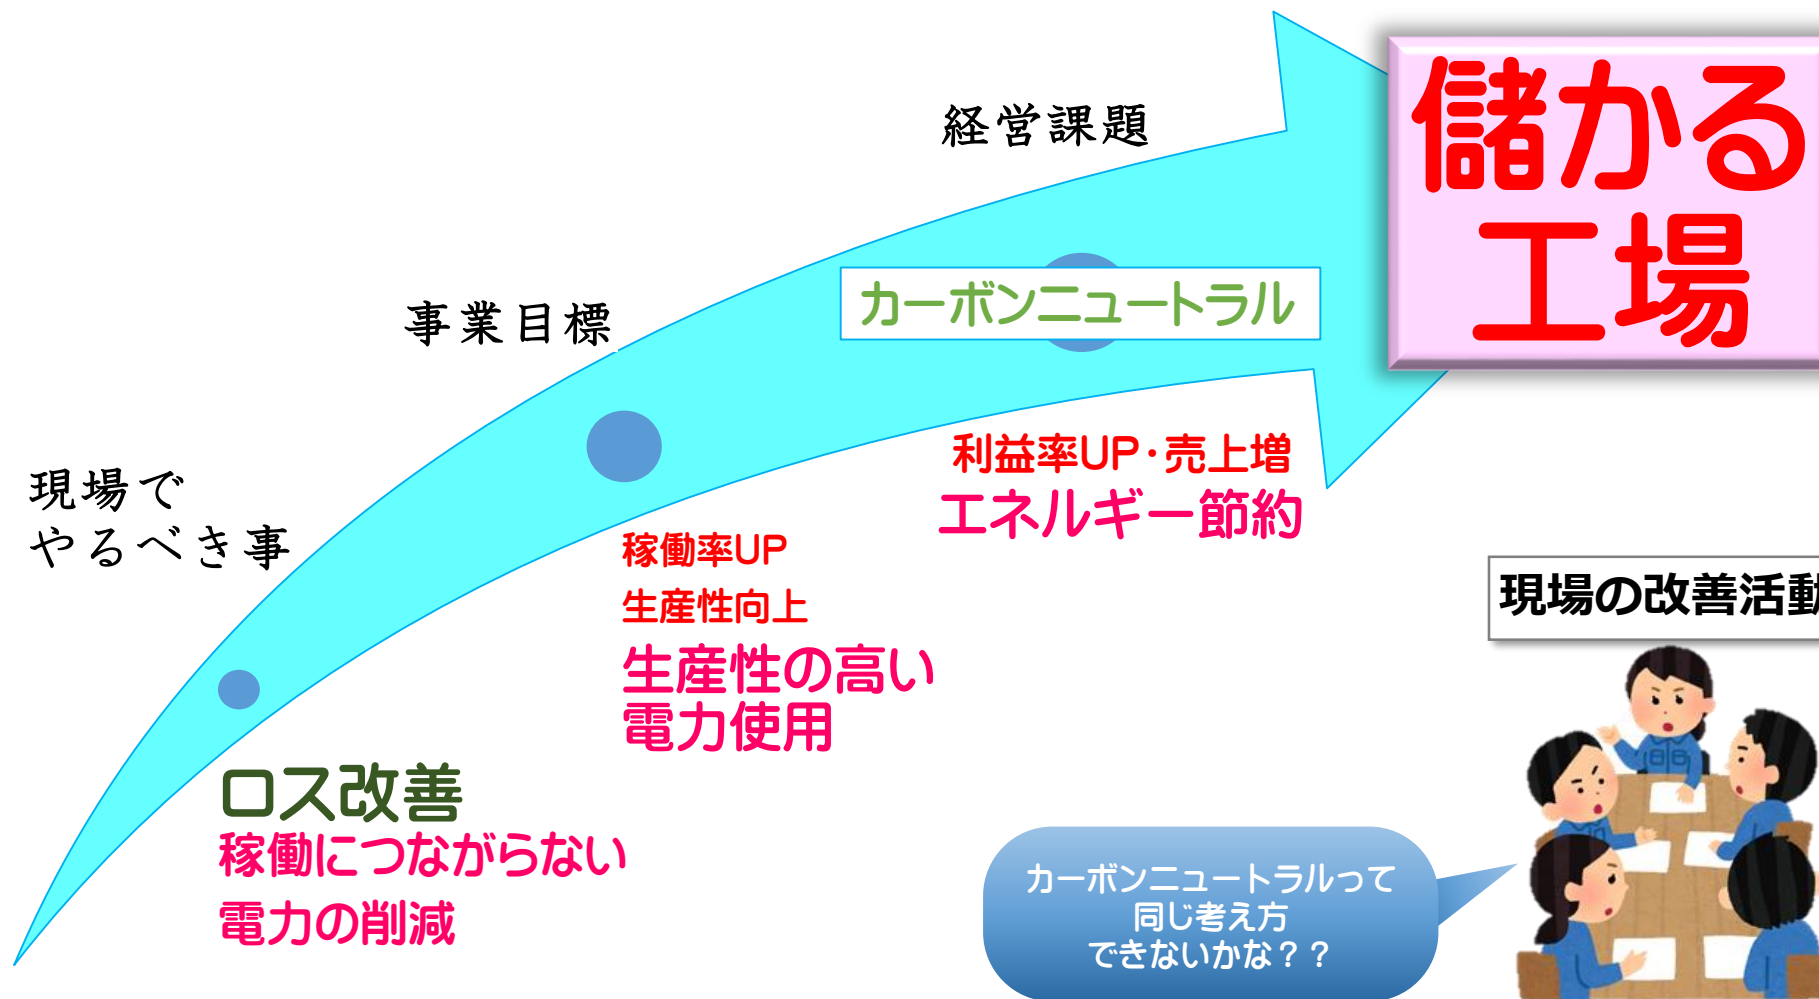 儲かる
工場
経営課題
カーボンニュートラル
事業目標
利益率UP・売上増
エネルギー節約
現場で
やるべき事
稼働率UP
生産性向上
生産性の高い
電力使用
現場の改善活動
ロス改善
稼働につながらない
電力の削減
カーボンニュートラルって
同じ考え方
できないかな？？